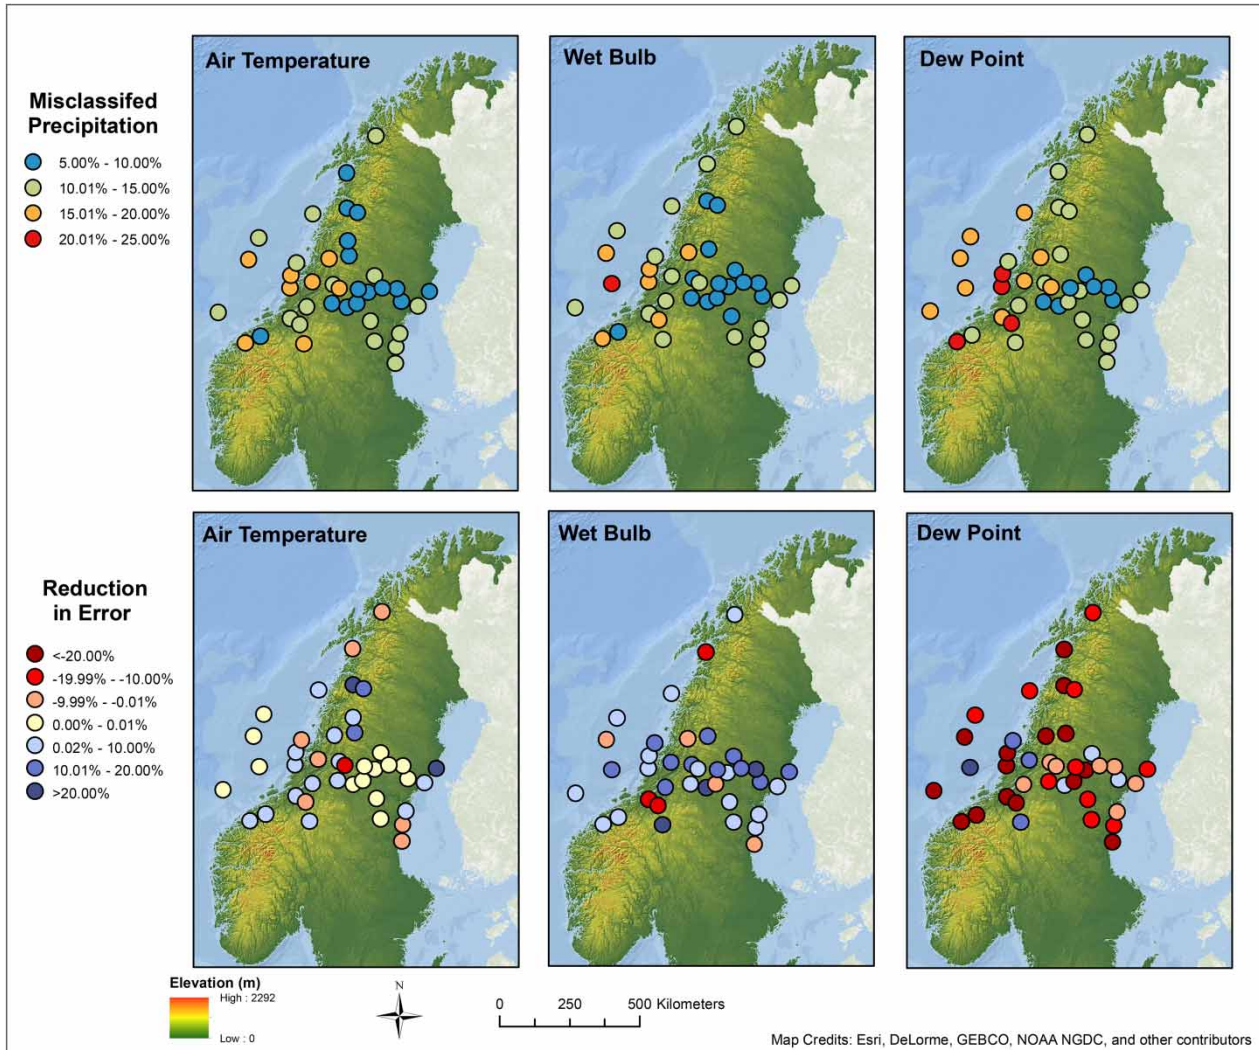 Air Temperature
Wet Bulb
Dew Point
Misclassifed
Precipitation
5.00% - 10.00%
10.01% - 15.00%
15.01% - 20.00%
20.01% - 25.00%
Air Temperature
Wet Bulb
Dew Point
Reduction
in Error
<-20.00%
-19.99% - -10.00%
-9.99% - -0.01%
0.00% - 0.01%
0.02% - 10.00%
10.01% - 20.00%
>20.00%
Elevation (m)
High : 2292
Low : 0
N
0 250 500 Kilometers
Map Credits: Esri, DeLorme, GEBCO, NOAA NGDC, and other contributors